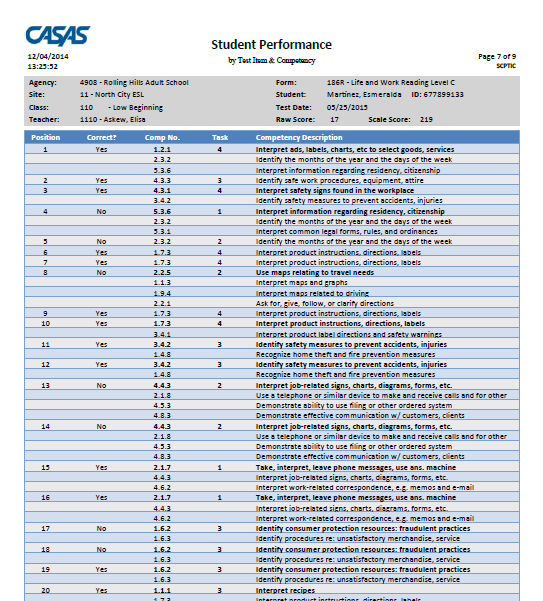 CASAS
12/04/2014
13:25:52
Student Performance
by Test Item & Competency
Page 7 of 9
SCPTIC
Agency: 4908 - Rolling Hills Adult School Form: 186R - Life and Work Reading Level C
Site: 11 - North City ESL Student: Martinez, Esmeralda ID: 677899133
Class: 110 - Low Beginning Test Date: 05/25/2015
Teacher: 1110 - Askew, Elisa Raw Score: 17 Scale Score: 219
Position Correct? Comp No. Task Competency Description
1 Yes 1.2.1 4 Interpret ads, labels, charts, etc to select goods, services
2.3.2 Identify the months of the year and the days of the week
5.3.6 Interpret information regarding residency, citizenship
2 Yes 4.3.3 3 Identify safe work procedures, equipment, attire
3 Yes 4.3.1 4 Interpret safety signs found in the workplace
3.4.2 Identify safety measures to prevent accidents, injuries
4 No 5.3.6 1 Interpret information regarding residency, citizenship
2.3.2 Identify the months of the year and the days of the week
5.3.1 Interpret common legal forms, rules, and ordinances
5 No 2.3.2 2 Identify the months of the year and the days of the week
6 Yes 1.7.3 4 Interpret product instructions, directions, labels
7 Yes 1.7.3 4 Interpret product instructions, directions, labels
8 No 2.2.5 2 Use maps relating to travel needs
1.1.3 Interpret maps and graphs
1.9.4 Interpret maps related to driving
2.2.1 Ask for, give, follow, or clarify directions
9 Yes 1.7.3 4 Interpret product instructions, directions, labels
10 Yes 1.7.3 4 Interpret product instructions, directions, labels
3.4.1 Interpret product label directions and safety warnings
11 Yes 3.4.2 3 Identify safety measures to prevent accidents, injuries
1.4.8 Recognize home theft and fire prevention measures
12 Yes 3.4.2 3 Identify safety measures to prevent accidents, injuries
1.4.8 Recognize home theft and fire prevention measures
13 No 4.4.3 2 Interpret job-related signs, charts, diagrams, forms, etc.
2.1.8 Use a telephone or similar device to make and receive calls and for other
4.5.3 Demonstrate ability to use filing or other ordered system
4.8.3 Demonstrate effective communication w/ customers, clients
14 No 4.4.3 2 Interpret job-related signs, charts, diagrams, forms, etc.
2.1.8 Use a telephone or similar device to make and receive calls and for other
4.5.3 Demonstrate ability to use filing or other ordered system
4.8.3 Demonstrate effective communication w/ customers, clients
15 Yes 2.1.7 1 Take, interpret, leave phone messages, use ans. machine
4.4.3 Interpret job-related signs, charts, diagrams, forms, etc.
4.6.2 Interpret work-related correspondence, e.g. memos and e-mail
16 Yes 2.1.7 1 Take, interpret, leave phone messages, use ans. machine
4.4.3 Interpret job-related signs, charts, diagrams, forms, etc.
4.6.2 Interpret work-related correspondence, e.g. memos and e-mail
17 No 1.6.2 3 Identify consumer protection resources: fraudulent practices
1.6.3 Identify procedures re: unsatisfactory merchandise, service
18 No 1.6.2 3 Identify consumer protection resources: fraudulent practices
1.6.3 Identify procedures re: unsatisfactory merchandise, service
19 Yes 1.6.2 3 Identify consumer protection resources: fraudulent practices
1.6.3 Identify procedures re: unsatisfactory merchandise, service
20 Yes 1.1.1 3 Interpret recipes
1.7.3 Interpret product instructions, directions, labels